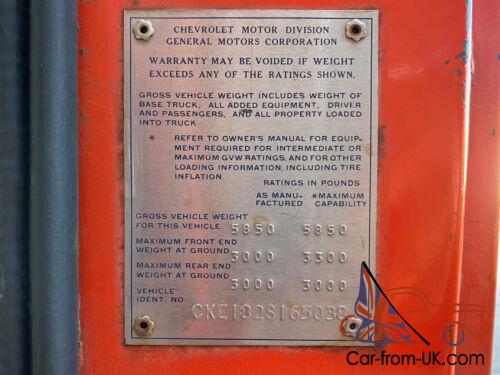 CHEVROLET MOTOR DIVISION
GENERAL MOTORS CORPORATION
WARRANTY MAY BE VOIDED IF WEIGHT
EXCEEDS ANY OF THE RATINGS SHOWN.
GROSS VEHICLE WEIGHT INCLUDES WEIGHT OF
BASE TRUCK, ALL ADDED EQUIPMENT, DRIVER
AND PASSENGERS, AND ALL PROPERTY LOADED
INTO TRUCK
* REFER TO OWNER'S MANUAL FOR EQUIP-
MENT REQUIRED FOR INTERMEDIATE OR
MAXIMUM GVW RATINGS, AND FOR OTHER
LOADING INFORMATION, INCLUDING TIRE
INFLATION.
RATINGS IN POUNDS
AS MANU- *MAXIMUM
FACTURED CAPABILITY
GROSS VEHICLE WEIGHT
FOR THIS VEHICLE 5850 5850
MAXIMUM FRONT END
WEIGHT AT GROUND 3000 3300
MAXIMUM REAR END
WEIGHT AT GROUND 3000 3000
VEHICLE
IDENT. NO.
Car-from-UK.com